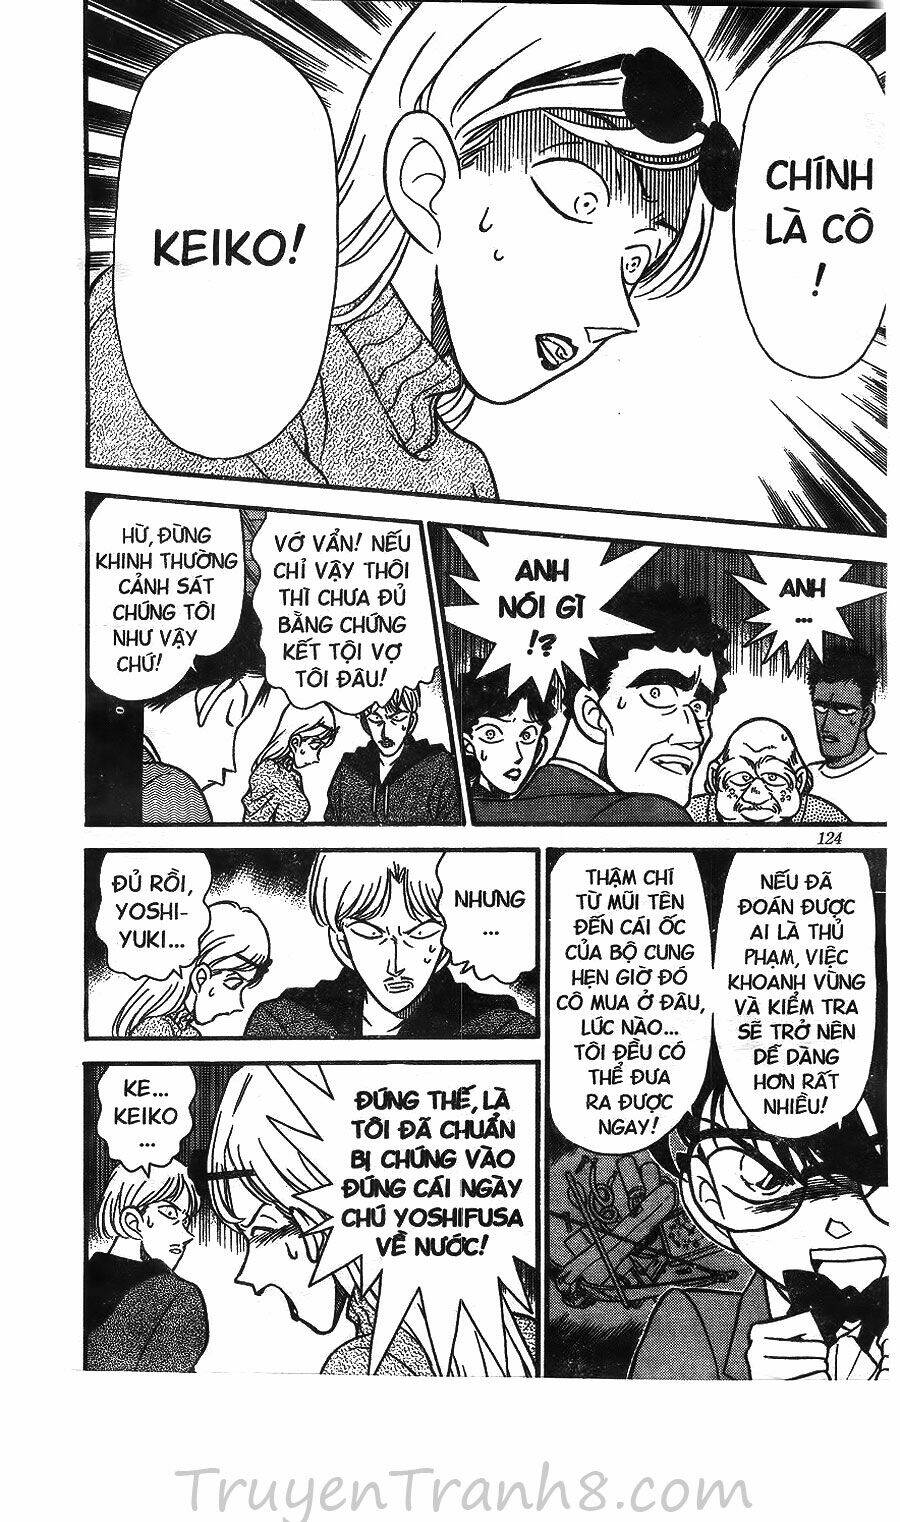 CHÍNH
LÀ CÔ
!
KEIKO!
ANH
...
ANH
NÓI GÌ
!?
VỚ VẨN! NẾU
CHỈ VẬY THÔI
THÌ CHƯA ĐỦ
BẰNG CHỨNG
KẾT TỘI VỢ
TÔI ĐÂU!
HỪ, ĐỪNG
KHINH THƯỜNG
CẢNH SÁT
CHÚNG TÔI
NHƯ VẬY
CHỨ!
124
NẾU ĐÃ
ĐOÁN ĐƯỢC
AI LÀ THỦ
PHẠM, VIỆC
KHOANH VÙNG
VÀ KIỂM TRA
SẼ TRỞ NÊN
DỄ DÀNG
HƠN RẤT
NHIỀU!
THẬM CHÍ
TỪ MŨI TÊN
ĐẾN CÁI ỐC
CỦA BỘ CUNG
HẸN GIỜ ĐÓ
CÔ MUA Ở ĐÂU,
LÚC NÀO...
TÔI ĐỀU CÓ
THỂ ĐƯA
RA ĐƯỢC
NGAY!
NHƯNG
...
ĐỦ RỒI,
YOSHI-
YUKI...
ĐÚNG THẾ, LÀ
TÔI ĐÃ CHUẨN
BỊ CHÚNG VÀO
ĐÚNG CÁI NGÀY
CHÚ YOSHIFUSA
VỀ NƯỚC!
KE...
KEIKO
...
TruyenTranh8.com